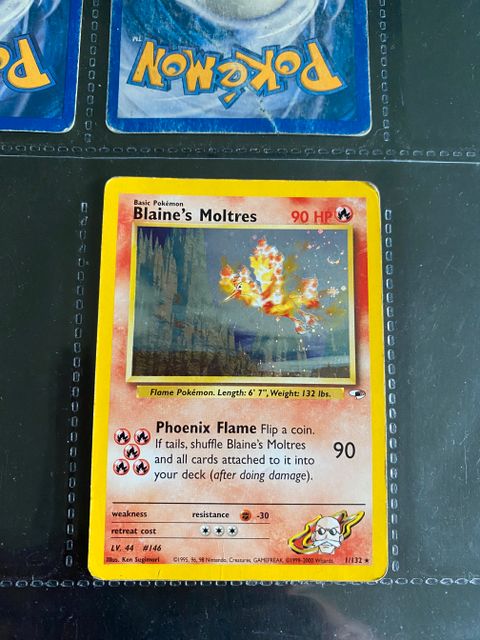 Pokémon
Pokémon
TM
Basic Pokémon
Blaine's Moltres
90 HP
Flame Pokémon. Length: 6' 7", Weight: 132 lbs.
Phoenix Flame Flip a coin.
If tails, shuffle Blaine's Moltres
and all cards attached to it into
your deck (after doing damage).
90
weakness
resistance
-30
retreat cost
LV. 44 #146
Illus. Ken Sugimori
©1995, 96, 98 Nintendo, Creatures, GAMEFREAK. ©1999-2000 Wizards.
1/132 ★